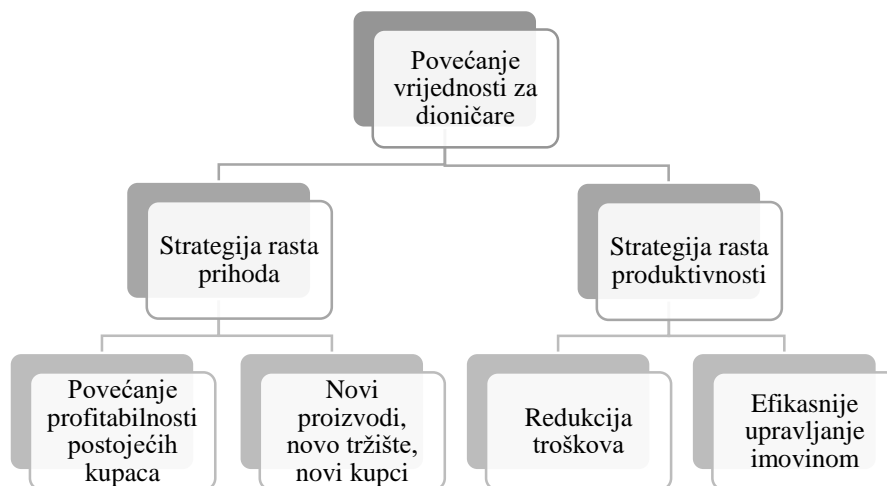 Povećanje
vrijednosti za
dioničare
Strategija rasta
prihoda
Strategija rasta
produktivnosti
Povećanje
profitabilnosti
postojećih
kupaca
Novi
proizvodi,
novo tržište,
novi kupci
Redukcija
troškova
Efikasnije
upravljanje
imovinom